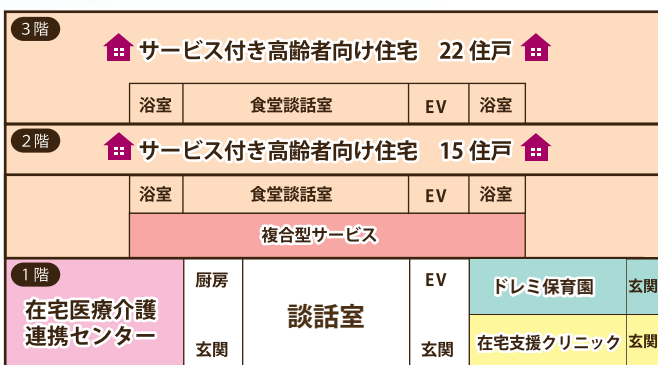 3階
サービス付き高齢者向け住宅 22住戸
浴室 食堂談話室 EV 浴室
2階
サービス付き高齢者向け住宅 15住戸
浴室 食堂談話室 EV 浴室
複合型サービス
1階
在宅医療介護
連携センター
厨房
玄関
談話室
EV
玄関
ドレミ保育園 玄関
在宅支援クリニック 玄関